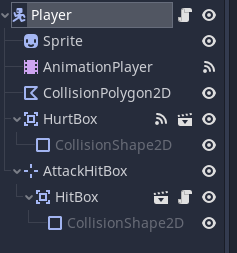 Player
Sprite
AnimationPlayer
CollisionPolygon2D
HurtBox
CollisionShape2D
AttackHitBox
HitBox
CollisionShape2D